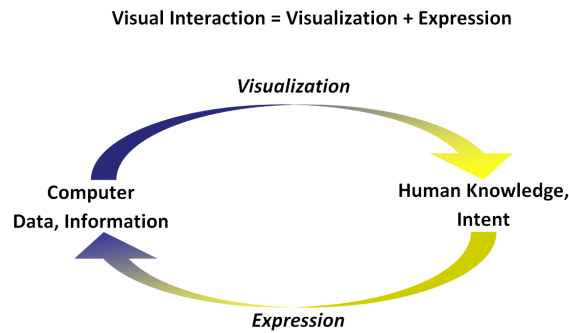 Visual Interaction = Visualization + Expression
Visualization
Computer
Data, Information
Human Knowledge,
Intent
Expression